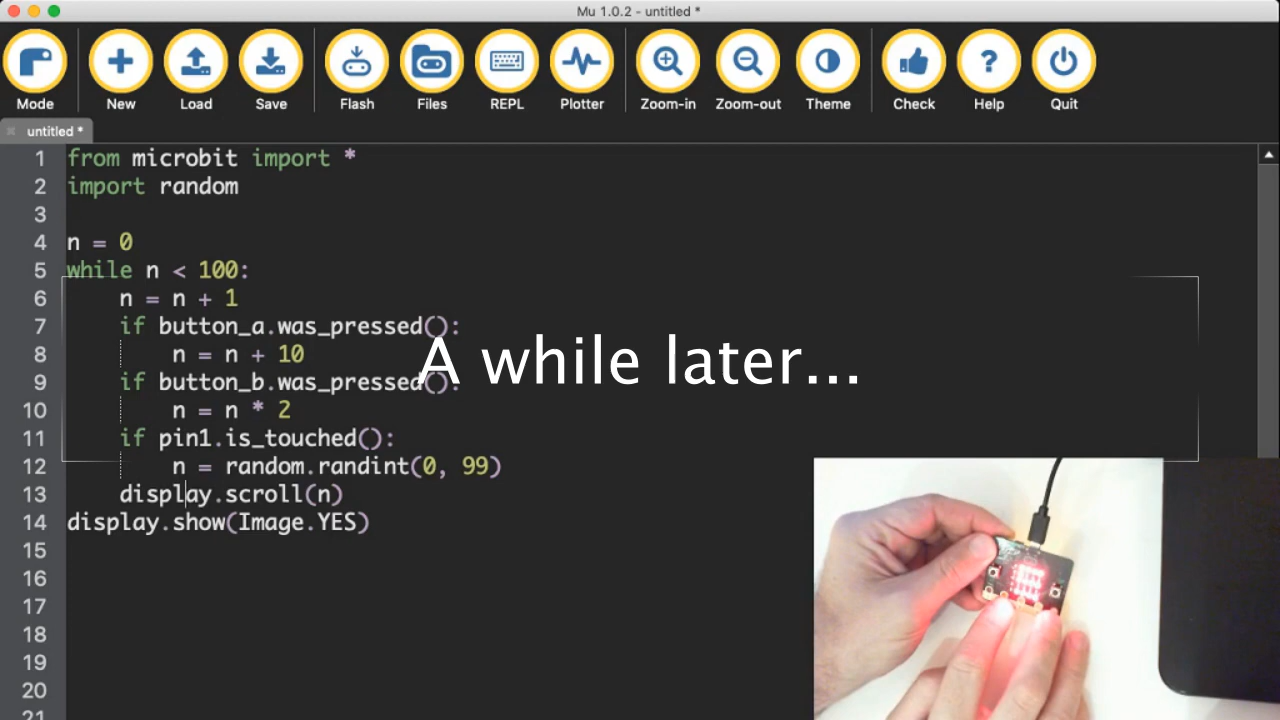 Mu 1.0.2 - untitled *
Mode New Load Save Flash Files REPL Plotter Zoom-in Zoom-out Theme Check Help Quit
untitled *
1 from microbit import *
2 import random
3
4 n = 0
5 while n < 100:
6 n = n + 1
7 if button_a.was_pressed():
8 n = n + 10
9 if button_b.was_pressed():
10 n = n * 2
11 if pin1.is_touched():
12 n = random.randint(0, 99)
13 display.scroll(n)
14 display.show(Image.YES)
15
16
17
18
19
20
21
A while later...